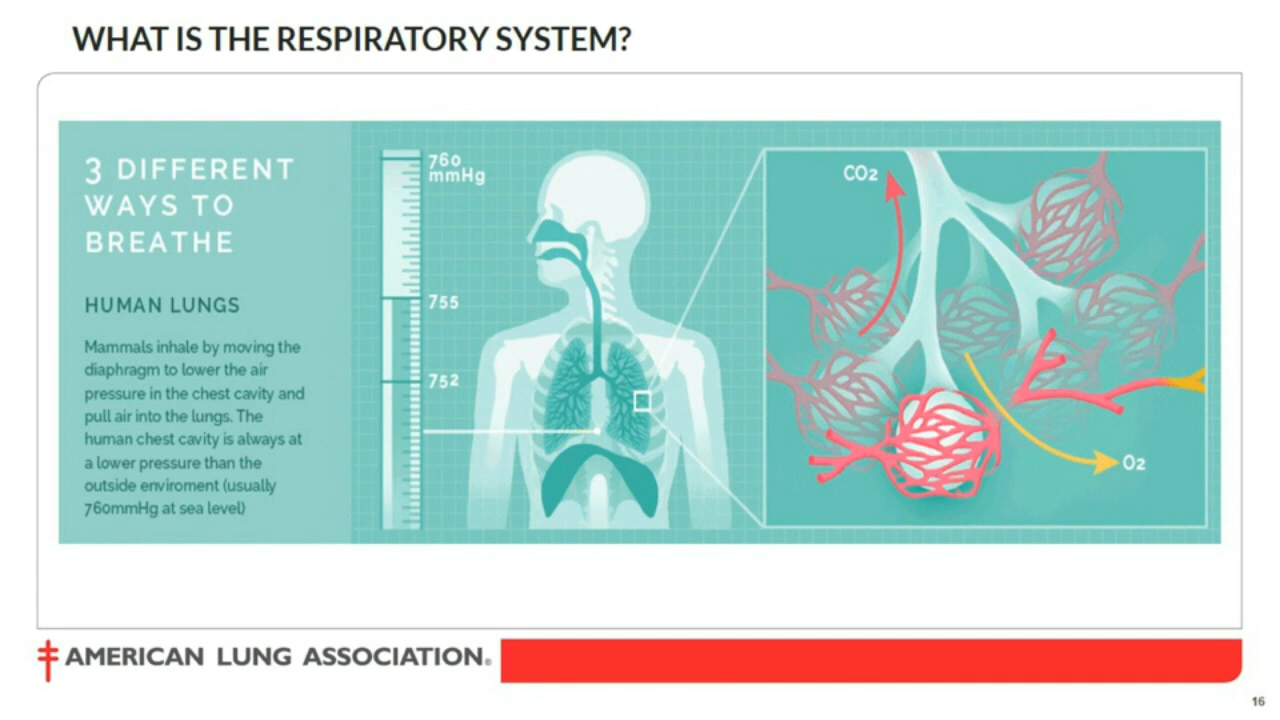 WHAT IS THE RESPIRATORY SYSTEM?
3 DIFFERENT
WAYS TO
BREATHE
HUMAN LUNGS
Mammals inhale by moving the
diaphragm to lower the air
pressure in the chest cavity and
pull air into the lungs. The
human chest cavity is always at
a lower pressure than the
outside enviroment (usually
760mmHg at sea level)
760
mmHg
755
752
CO2
O2
AMERICAN LUNG ASSOCIATION®
16